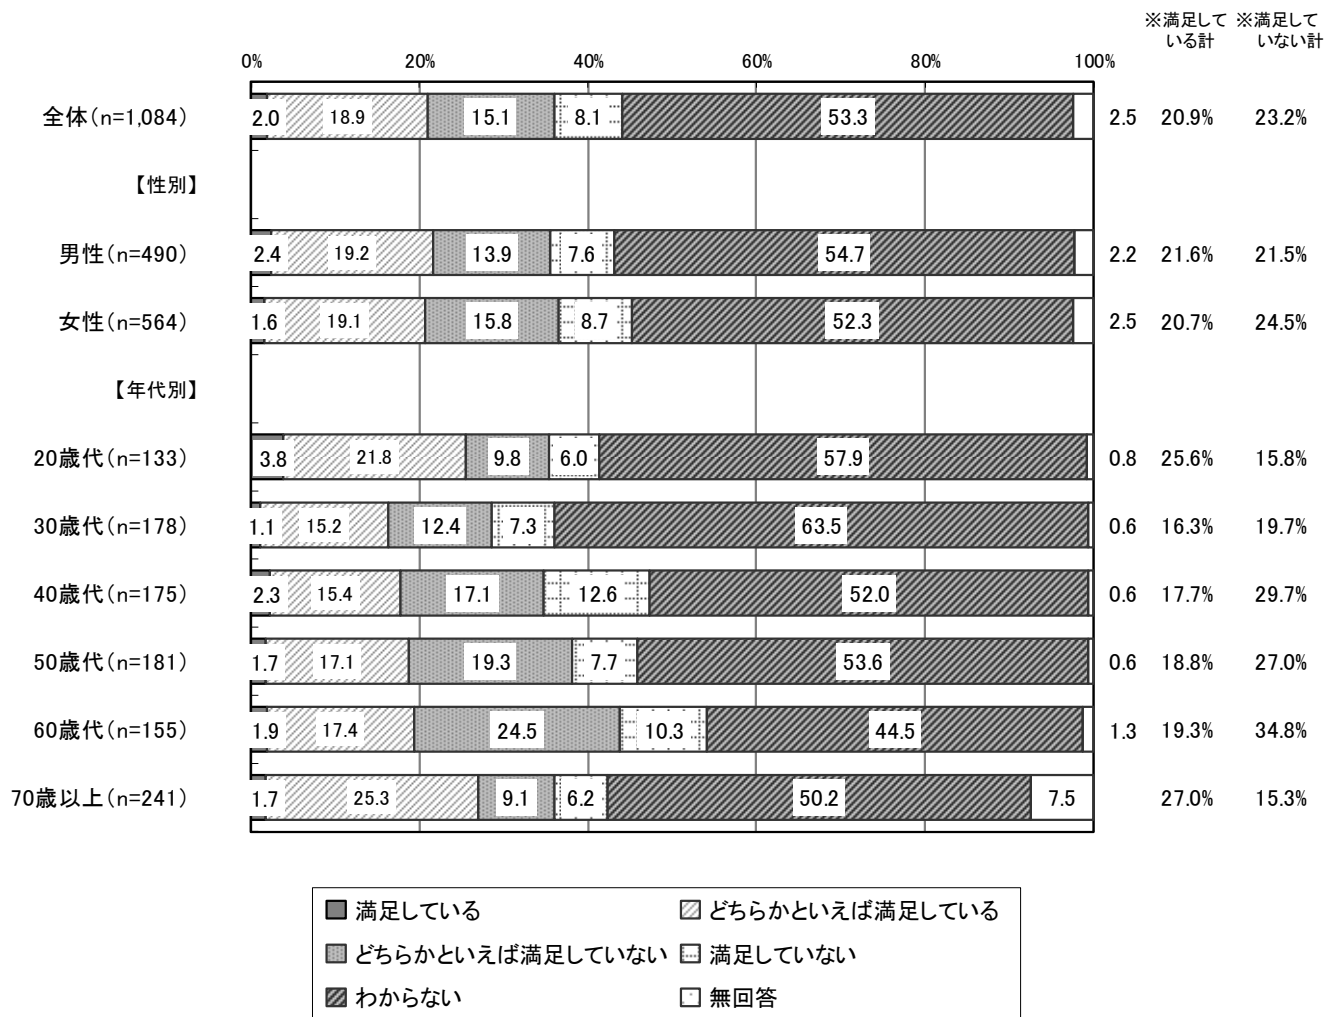 ※満足して ※満足して
いる計 いない計
0% 20% 40% 60% 80% 100%
全体(n=1,084) 2.0 18.9 15.1 8.1 53.3 2.5 20.9% 23.2%
【性別】
男性(n=490) 2.4 19.2 13.9 7.6 54.7 2.2 21.6% 21.5%
女性(n=564) 1.6 19.1 15.8 8.7 52.3 2.5 20.7% 24.5%
【年代別】
20歳代(n=133) 3.8 21.8 9.8 6.0 57.9 0.8 25.6% 15.8%
30歳代(n=178) 1.1 15.2 12.4 7.3 63.5 0.6 16.3% 19.7%
40歳代(n=175) 2.3 15.4 17.1 12.6 52.0 0.6 17.7% 29.7%
50歳代(n=181) 1.7 17.1 19.3 7.7 53.6 0.6 18.8% 27.0%
60歳代(n=155) 1.9 17.4 24.5 10.3 44.5 1.3 19.3% 34.8%
70歳以上(n=241) 1.7 25.3 9.1 6.2 50.2 7.5 27.0% 15.3%
満足している どちらかといえば満足している
どちらかといえば満足していない 満足していない
わからない 無回答